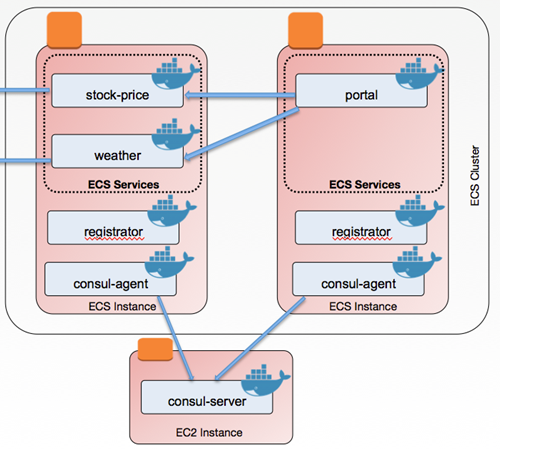 stock-price
weather
ECS Services
registrator
consul-agent
ECS Instance
portal
ECS Services
registrator
consul-agent
ECS Instance
ECS Cluster
consul-server
EC2 Instance